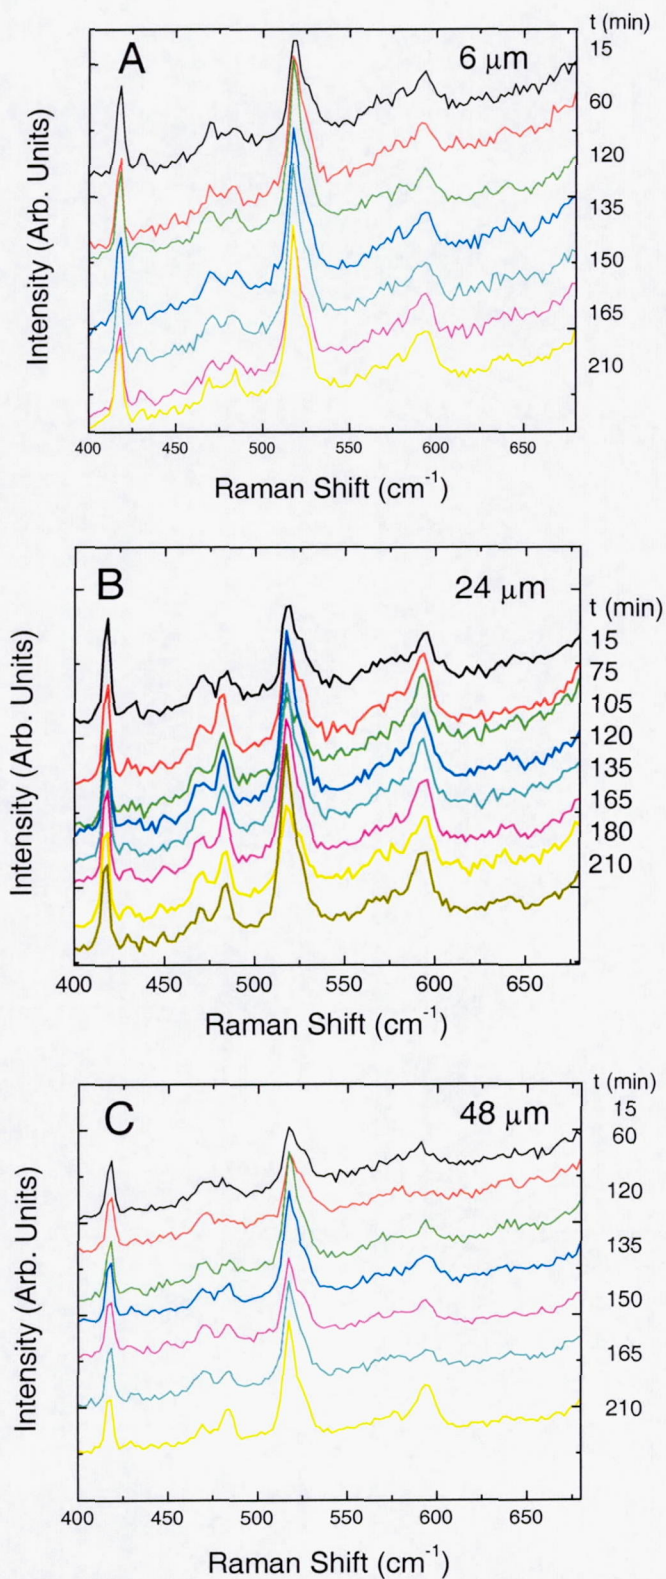 t (min)
A
6 μm
15
60
120
135
150
165
210
Intensity (Arb. Units)
400 450 500 550 600 650
Raman Shift (cm⁻¹)
B
24 μm
t (min)
15
75
105
120
135
165
180
210
Intensity (Arb. Units)
400 450 500 550 600 650
Raman Shift (cm⁻¹)
C
48 μm
t (min)
15
60
120
135
150
165
210
Intensity (Arb. Units)
400 450 500 550 600 650
Raman Shift (cm⁻¹)